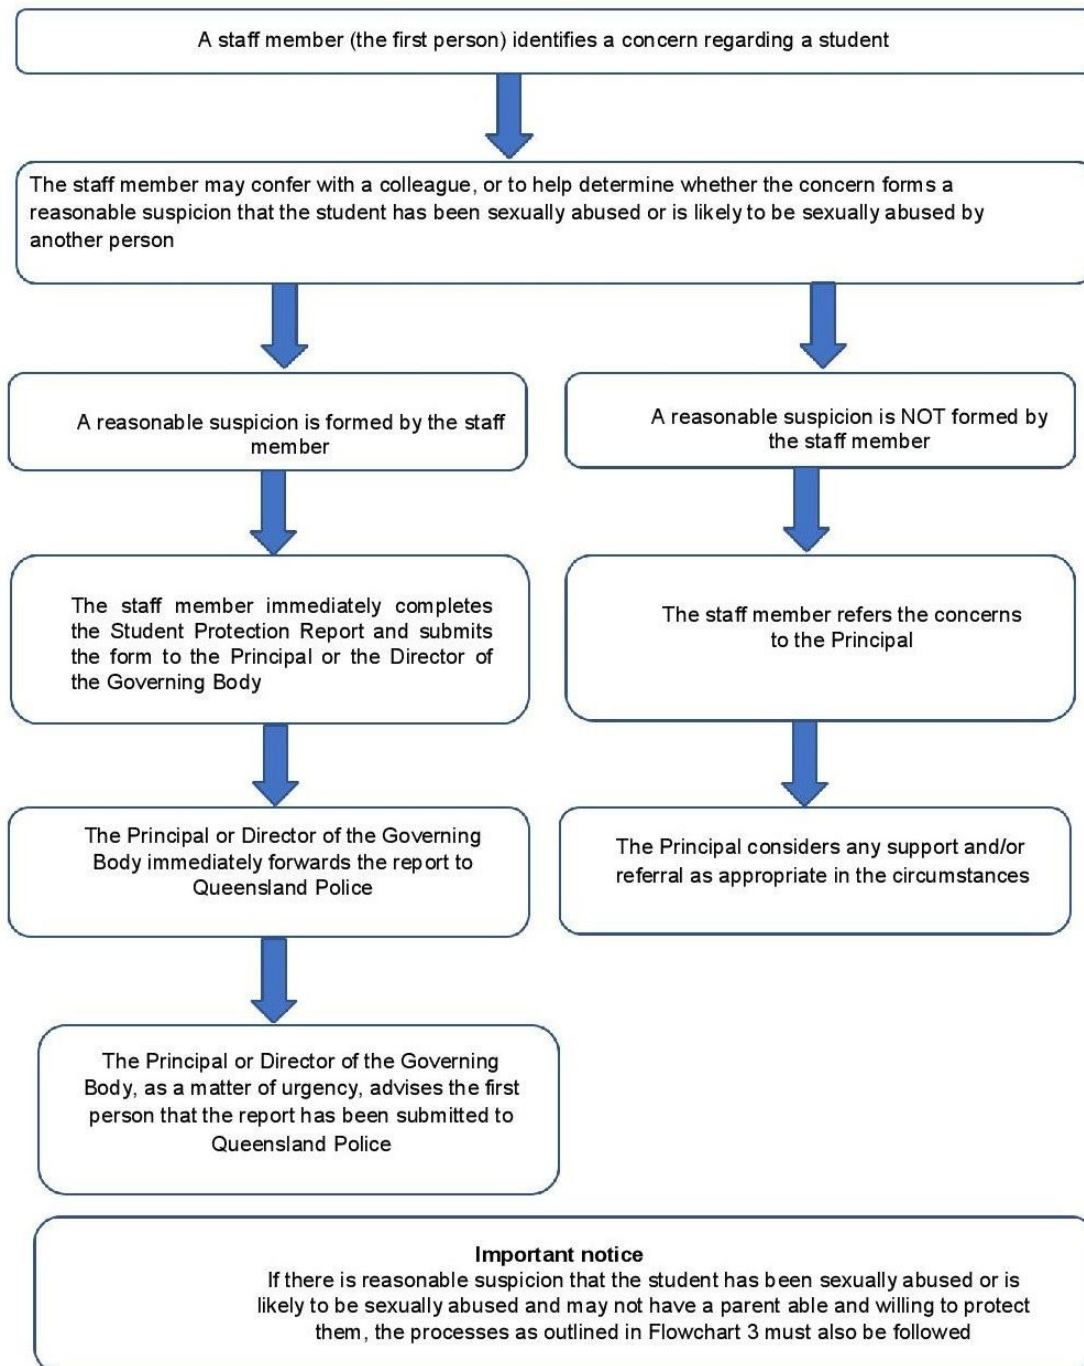 A staff member (the first person) identifies a concern regarding a student
The staff member may confer with a colleague, or to help determine whether the concern forms a
reasonable suspicion that the student has been sexually abused or is likely to be sexually abused by
another person
A reasonable suspicion is formed by the staff
member
A reasonable suspicion is NOT formed by
the staff member
The staff member immediately completes
the Student Protection Report and submits
the form to the Principal or the Director of
the Governing Body
The staff member refers the concerns
to the Principal
The Principal or Director of the Governing
Body immediately forwards the report to
Queensland Police
The Principal considers any support and/or
referral as appropriate in the circumstances
The Principal or Director of the Governing
Body, as a matter of urgency, advises the first
person that the report has been submitted to
Queensland Police
Important notice
If there is reasonable suspicion that the student has been sexually abused or is
likely to be sexually abused and may not have a parent able and willing to protect
them, the processes as outlined in Flowchart 3 must also be followed